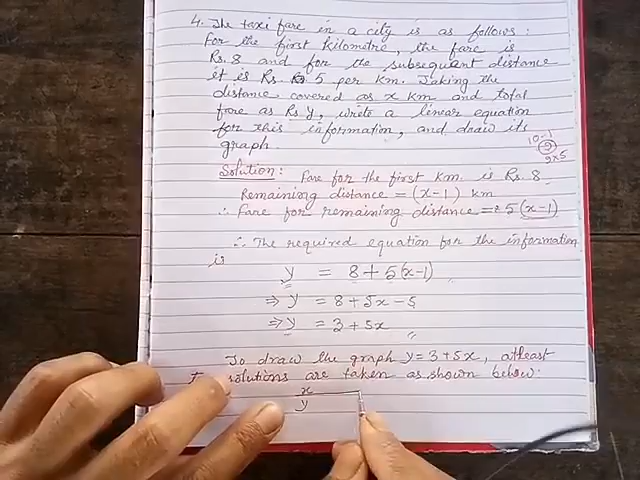 4. The taxi fare in a city is as follows:
For the first kilometre, the fare is
Rs. 8 and for the subsequent distance
it is Rs. 5 per km. Taking the
distance covered as x km and total
fare as Rs y, write a linear equation
for this information, and draw its
graph
10-1
9
9x5
Solution: Fare for the first km. is Rs. 8
Remaining distance = (x-1) km
∴ Fare for remaining distance = 5(x-1)
∴ The required equation for the information
is
y = 8 + 5(x-1)
⇒ y = 8 + 5x - 5
⇒ y = 3 + 5x
To draw the graph y = 3 + 5x, atleast
solutions are taken as shown below.
x
y